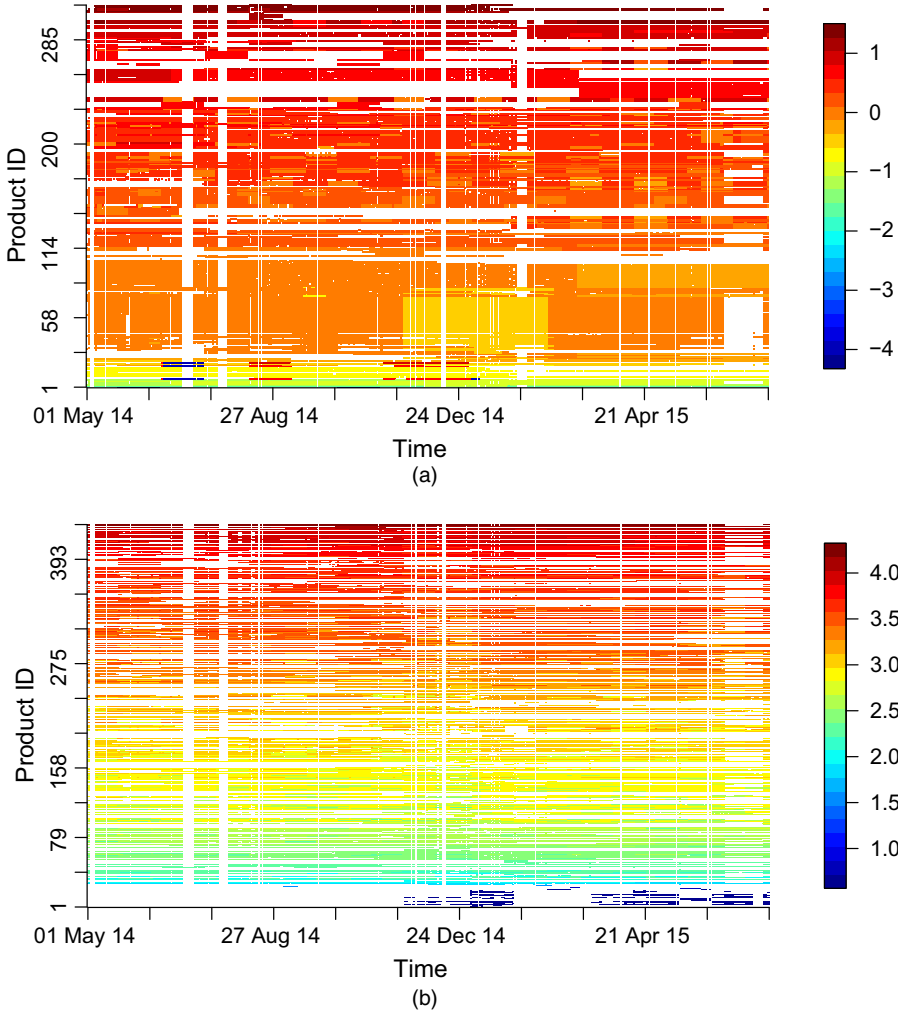 285
200
114
58
1
Product ID
01 May 14
27 Aug 14
24 Dec 14
21 Apr 15
Time
(a)
1
0
−1
−2
−3
−4
393
275
158
79
1
Product ID
01 May 14
27 Aug 14
24 Dec 14
21 Apr 15
Time
(b)
4.0
3.5
3.0
2.5
2.0
1.5
1.0